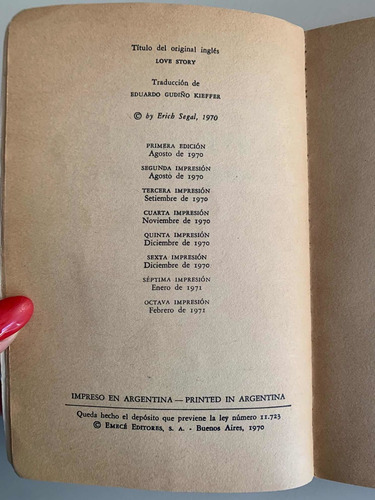 Título del original inglés
LOVE STORY
Traducción de
EDUARDO GUDIÑO KIEFFER
© by Erich Segal, 1970
PRIMERA EDICIÓN
Agosto de 1970
SEGUNDA IMPRESIÓN
Agosto de 1970
TERCERA IMPRESIÓN
Setiembre de 1970
CUARTA IMPRESIÓN
Noviembre de 1970
QUINTA IMPRESIÓN
Diciembre de 1970
SEXTA IMPRESIÓN
Diciembre de 1970
SÉPTIMA IMPRESIÓN
Enero de 1971
OCTAVA IMPRESIÓN
Febrero de 1971
IMPRESO EN ARGENTINA — PRINTED IN ARGENTINA
Queda hecho el depósito que previene la ley número 11.723
© EMECÉ EDITORES, S. A. - Buenos Aires, 1970